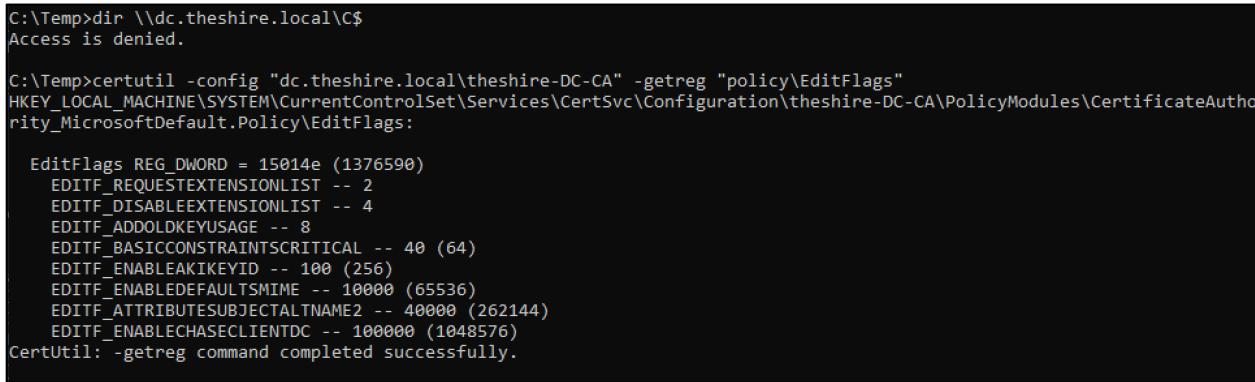 C:\Temp>dir \\dc.theshire.local\C$
Access is denied.
C:\Temp>certutil -config "dc.theshire.local\theshire-DC-CA" -getreg "policy\EditFlags"
HKEY_LOCAL_MACHINE\SYSTEM\CurrentControlSet\Services\CertSvc\Configuration\theshire-DC-CA\PolicyModules\CertificateAutho
rity_MicrosoftDefault.Policy\EditFlags:
EditFlags REG_DWORD = 15014e (1376590)
EDITF_REQUESTEXTENSIONLIST -- 2
EDITF_DISABLEEXTENSIONLIST -- 4
EDITF_ADDOLDKEYUSAGE -- 8
EDITF_BASICCONSTRAINTSCRITICAL -- 40 (64)
EDITF_ENABLEAKIKEYID -- 100 (256)
EDITF_ENABLEDEFAULTSMIME -- 10000 (65536)
EDITF_ATTRIBUTESUBJECTALTNAME2 -- 40000 (262144)
EDITF_ENABLECHASECLIENTDC -- 100000 (1048576)
CertUtil: -getreg command completed successfully.